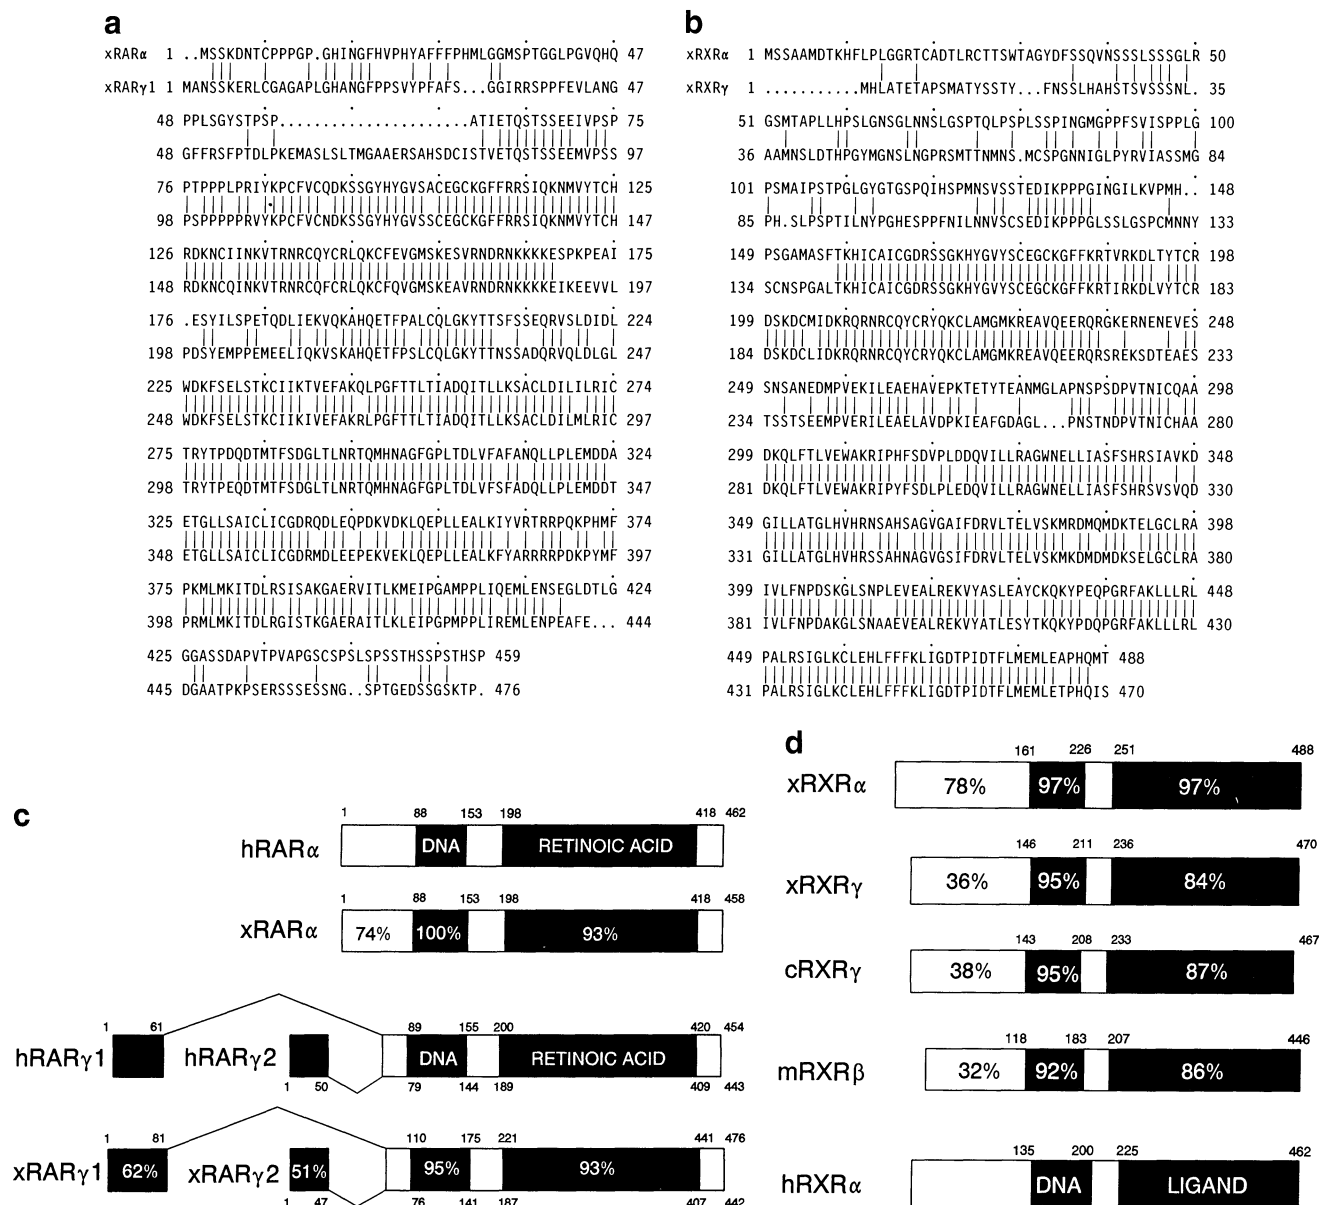 a
xRARα 1 ..MSSKDNTCPPPGP.GHINGFHVPHYAFFFPHMLGGMSPTGGLPGVQHQ 47
xRARγ1 1 MANSSKERLCGAGAPLGHANGFPPSVYPFAFS...GGIRRSPPFEVLANG 47
48 PPLSGYSTPSP......................ATIETQSTSSEEIVPSP 75
48 GFFRSFPTDLPKEMASLSLTMGAAERSAHSDCISTVETQSTSSEEMVPSS 97
76 PTPPPLPRIYKPCFVCQDKSSGYHYGVSACEGCKGFFRRSIQKNMVYTCH 125
98 PSPPPPPRVYKPCFVCNDKSSGYHYGVSSCEGCKGFFRRSIQKNMVYTCH 147
126 RDKNCIINKVTRNRCQYCRLQKCFEVGMSKESVRNDRNKKKKESPKPEAI 175
148 RDKNCQINKVTRNRCQFCRLQKCFQVGMSKEAVRNDRNKKKKEIKEEVVL 197
176 .ESYILSPETQDLIEKVQKAHQETFPALCQLGKYTTSFSSEQRVSLDIDL 224
198 PDSYEMPPEMEELIQKVSKAHQETFPSLCQLGKYTTNSSADQRVQLDLGL 247
225 WDKFSELSTKCIIKTVEFAKQLPGFTTLTIADQITLLKSACLDILILRIC 274
248 WDKFSELSTKCIIKIVEFAKRLPGFTTLTIADQITLLKSACLDILMLRIC 297
275 TRYTPDQDTMTFSDGLTLNRTQMHNAGFGPLTDLVFAFANQLLPLEMDDA 324
298 TRYTPEQDTMTFSDGLTLNRTQMHNAGFGPLTDLVFSFADQLLPLEMDDT 347
325 ETGLLSAICLICGDRQDLEQPDKVDKLQEPLLEALKIYVRTRRPQKPHMF 374
348 ETGLLSAICLICGDRMDLEEPEKVEKLQEPLLEALKFYARRRRPDKPYMF 397
375 PKMLMKITDLRSISAKGAERVITLKMEIPGAMPPLIQEMLENSEGLDTLG 424
398 PRMLMKITDLRGISTKGAERAITLKLEIPGPMPPLIREMLENPEAFE... 444
425 GGASSDAPVTPVAPGSCSPSLSPSSTHSSPSTHSP 459
445 DGAATPKPSERSSSESSNG..SPTGEDSSGSKTP. 476
b
xRXRα 1 MSSAAMDTKHFLPLGGRTCADTLRCTTSWTAGYDFSSQVNSSSLSSSGLR 50
xRXRγ 1 ...........MHLATETAPSMATYSSTY...FNSSLHAHSTSVSSSNL. 35
51 GSMTAPLLHPSLGNSGLNNSLGSPTQLPSPLSSPINGMGPPFSVISPPLG 100
36 AAMNSLDTHPGYMGNSLNGPRSMTTNMNS.MCSPGNNIGLPYRVIASSMG 84
101 PSMAIPSTPGLGYGTGSPQIHSPMNSVSSTEDIKPPPGINGILKVPMH.. 148
85 PH.SLPSPTILNYPGHESPPFNILNNVSCSEDIKPPPGLSSLGSPCMNNY 133
149 PSGAMASFTKHICAICGDRSSGKHYGVYSCEGCKGFFKRTVRKDLTYTCR 198
134 SCNSPGALTKHICAICGDRSSGKHYGVYSCEGCKGFFKRTIRKDLVYTCR 183
199 DSKDCMIDKRQRNRCQYCRYQKCLAMGMKREAVQEERQRGKERNENEVES 248
184 DSKDCLIDKRQRNRCQYCRYQKCLAMGMKREAVQEERQRSREKSDTEAES 233
249 SNSANEDMPVEKILEAEHAVEPKTETYTEANMGLAPNSPSDPVTNICQAA 298
234 TSSTSEEMPVERILEAELAVDPKIEAFGDAGL...PNSTNDPVTNICHAA 280
299 DKQLFTLVEWAKRIPHFSDVPLDDQVILLRAGWNELLIASFSHRSIAVKD 348
281 DKQLFTLVEWAKRIPYFSDLPLEDQVILLRAGWNELLIASFSHRSVSVQD 330
349 GILLATGLHVHRNSAHSAGVGAIFDRVLTELVSKMRDMQMDKTELGCLRA 398
331 GILLATGLHVHRSSAHNAGVGSIFDRVLTELVSKMKDMDMDKSELGCLRA 380
399 IVLFNPDSKGLSNPLEVEALREKVYASLEAYCKQKYPEQPGRFAKLLLRL 448
381 IVLFNPDAKGLSNAAEVEALREKVYATLESYTKQKYPDQPGRFAKLLLRL 430
449 PALRSIGLKCLEHLFFFKLIGDTPIDTFLMEMLEAPHQMT 488
431 PALRSIGLKCLEHLFFFKLIGDTPIDTFLMEMLETPHQIS 470
c
1 88 153 198 418 462
hRARα DNA RETINOIC ACID
1 88 153 198 418 458
xRARα 74% 100% 93%
1 61 89 155 200 420 454
hRARγ1 hRARγ2 DNA RETINOIC ACID
1 50 79 144 189 409 443
1 81 110 175 221 441 476
xRARγ1 62% xRARγ2 51% 95% 93%
1 47 76 141 187 407 442
d
161 226 251 488
xRXRα 78% 97% 97%
146 211 236 470
xRXRγ 36% 95% 84%
143 208 233 467
cRXRγ 38% 95% 87%
118 183 207 446
mRXRβ 32% 92% 86%
135 200 225 462
hRXRα DNA LIGAND